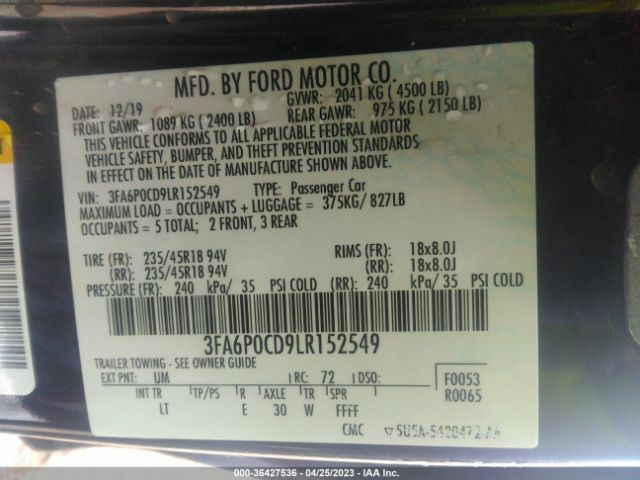 MFD. BY FORD MOTOR CO.
DATE: 12/19 GVWR: 2041 KG ( 4500 LB)
FRONT GAWR: 1089 KG ( 2400 LB) REAR GAWR: 975 KG ( 2150 LB)
THIS VEHICLE CONFORMS TO ALL APPLICABLE FEDERAL MOTOR
VEHICLE SAFETY, BUMPER, AND THEFT PREVENTION STANDARDS
IN EFFECT ON THE DATE OF MANUFACTURE SHOWN ABOVE.
VIN: 3FA6P0CD9LR152549 TYPE: Passenger Car
MAXIMUM LOAD = OCCUPANTS + LUGGAGE = 375KG/ 827LB
OCCUPANTS = 5 TOTAL; 2 FRONT, 3 REAR
TIRE (FR): 235/45R18 94V RIMS (FR): 18x8.0J
(RR): 235/45R18 94V (RR): 18x8.0J
PRESSURE (FR): 240 kPa/ 35 PSI COLD (RR): 240 kPa/ 35 PSI COLD
3FA6P0CD9LR152549
TRAILER TOWING - SEE OWNER GUIDE
EXT PNT: UM RC: 72 DSO: F0053
INT TR TP/PS R AXLE TR SPR R0065
LT E 30 W FFFF
CMC 5U5A-5420472-AA
000-36427536 - 04/25/2023 - IAA Inc.